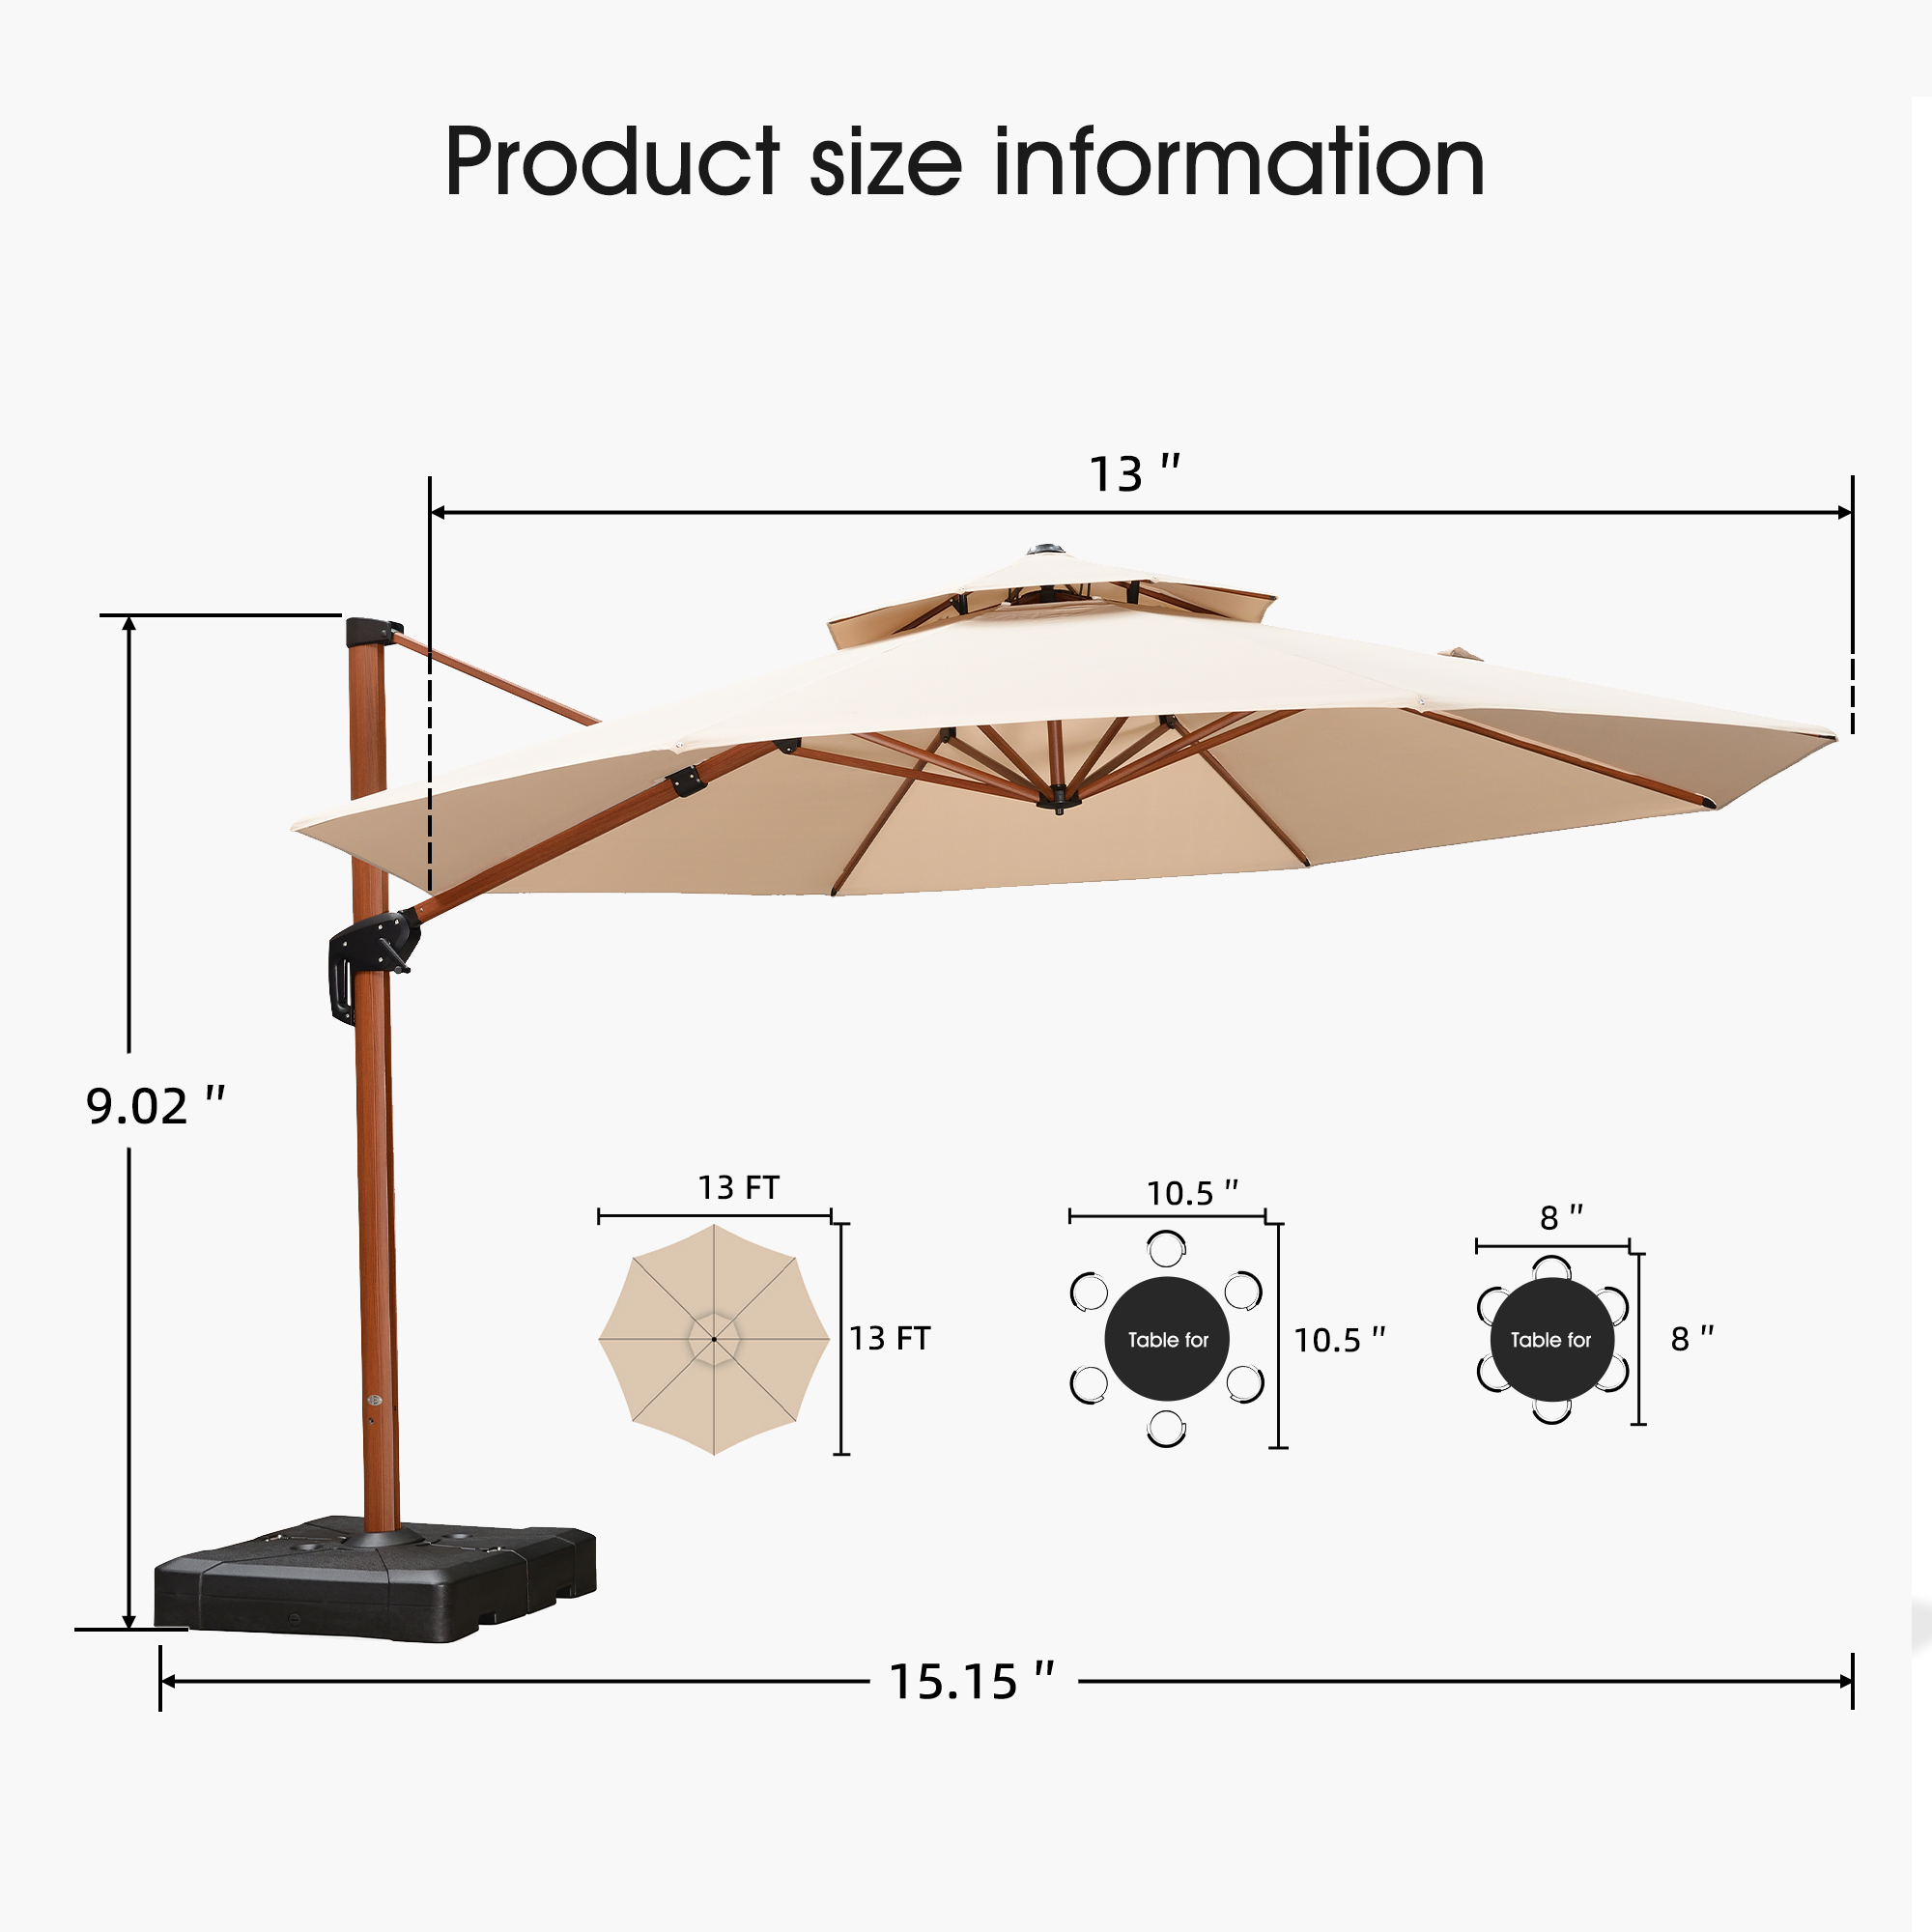 Product size information
13 "
9.02 "
13 FT
13 FT
10.5 "
Table for
10.5 "
8 "
Table for
8 "
15.15 "